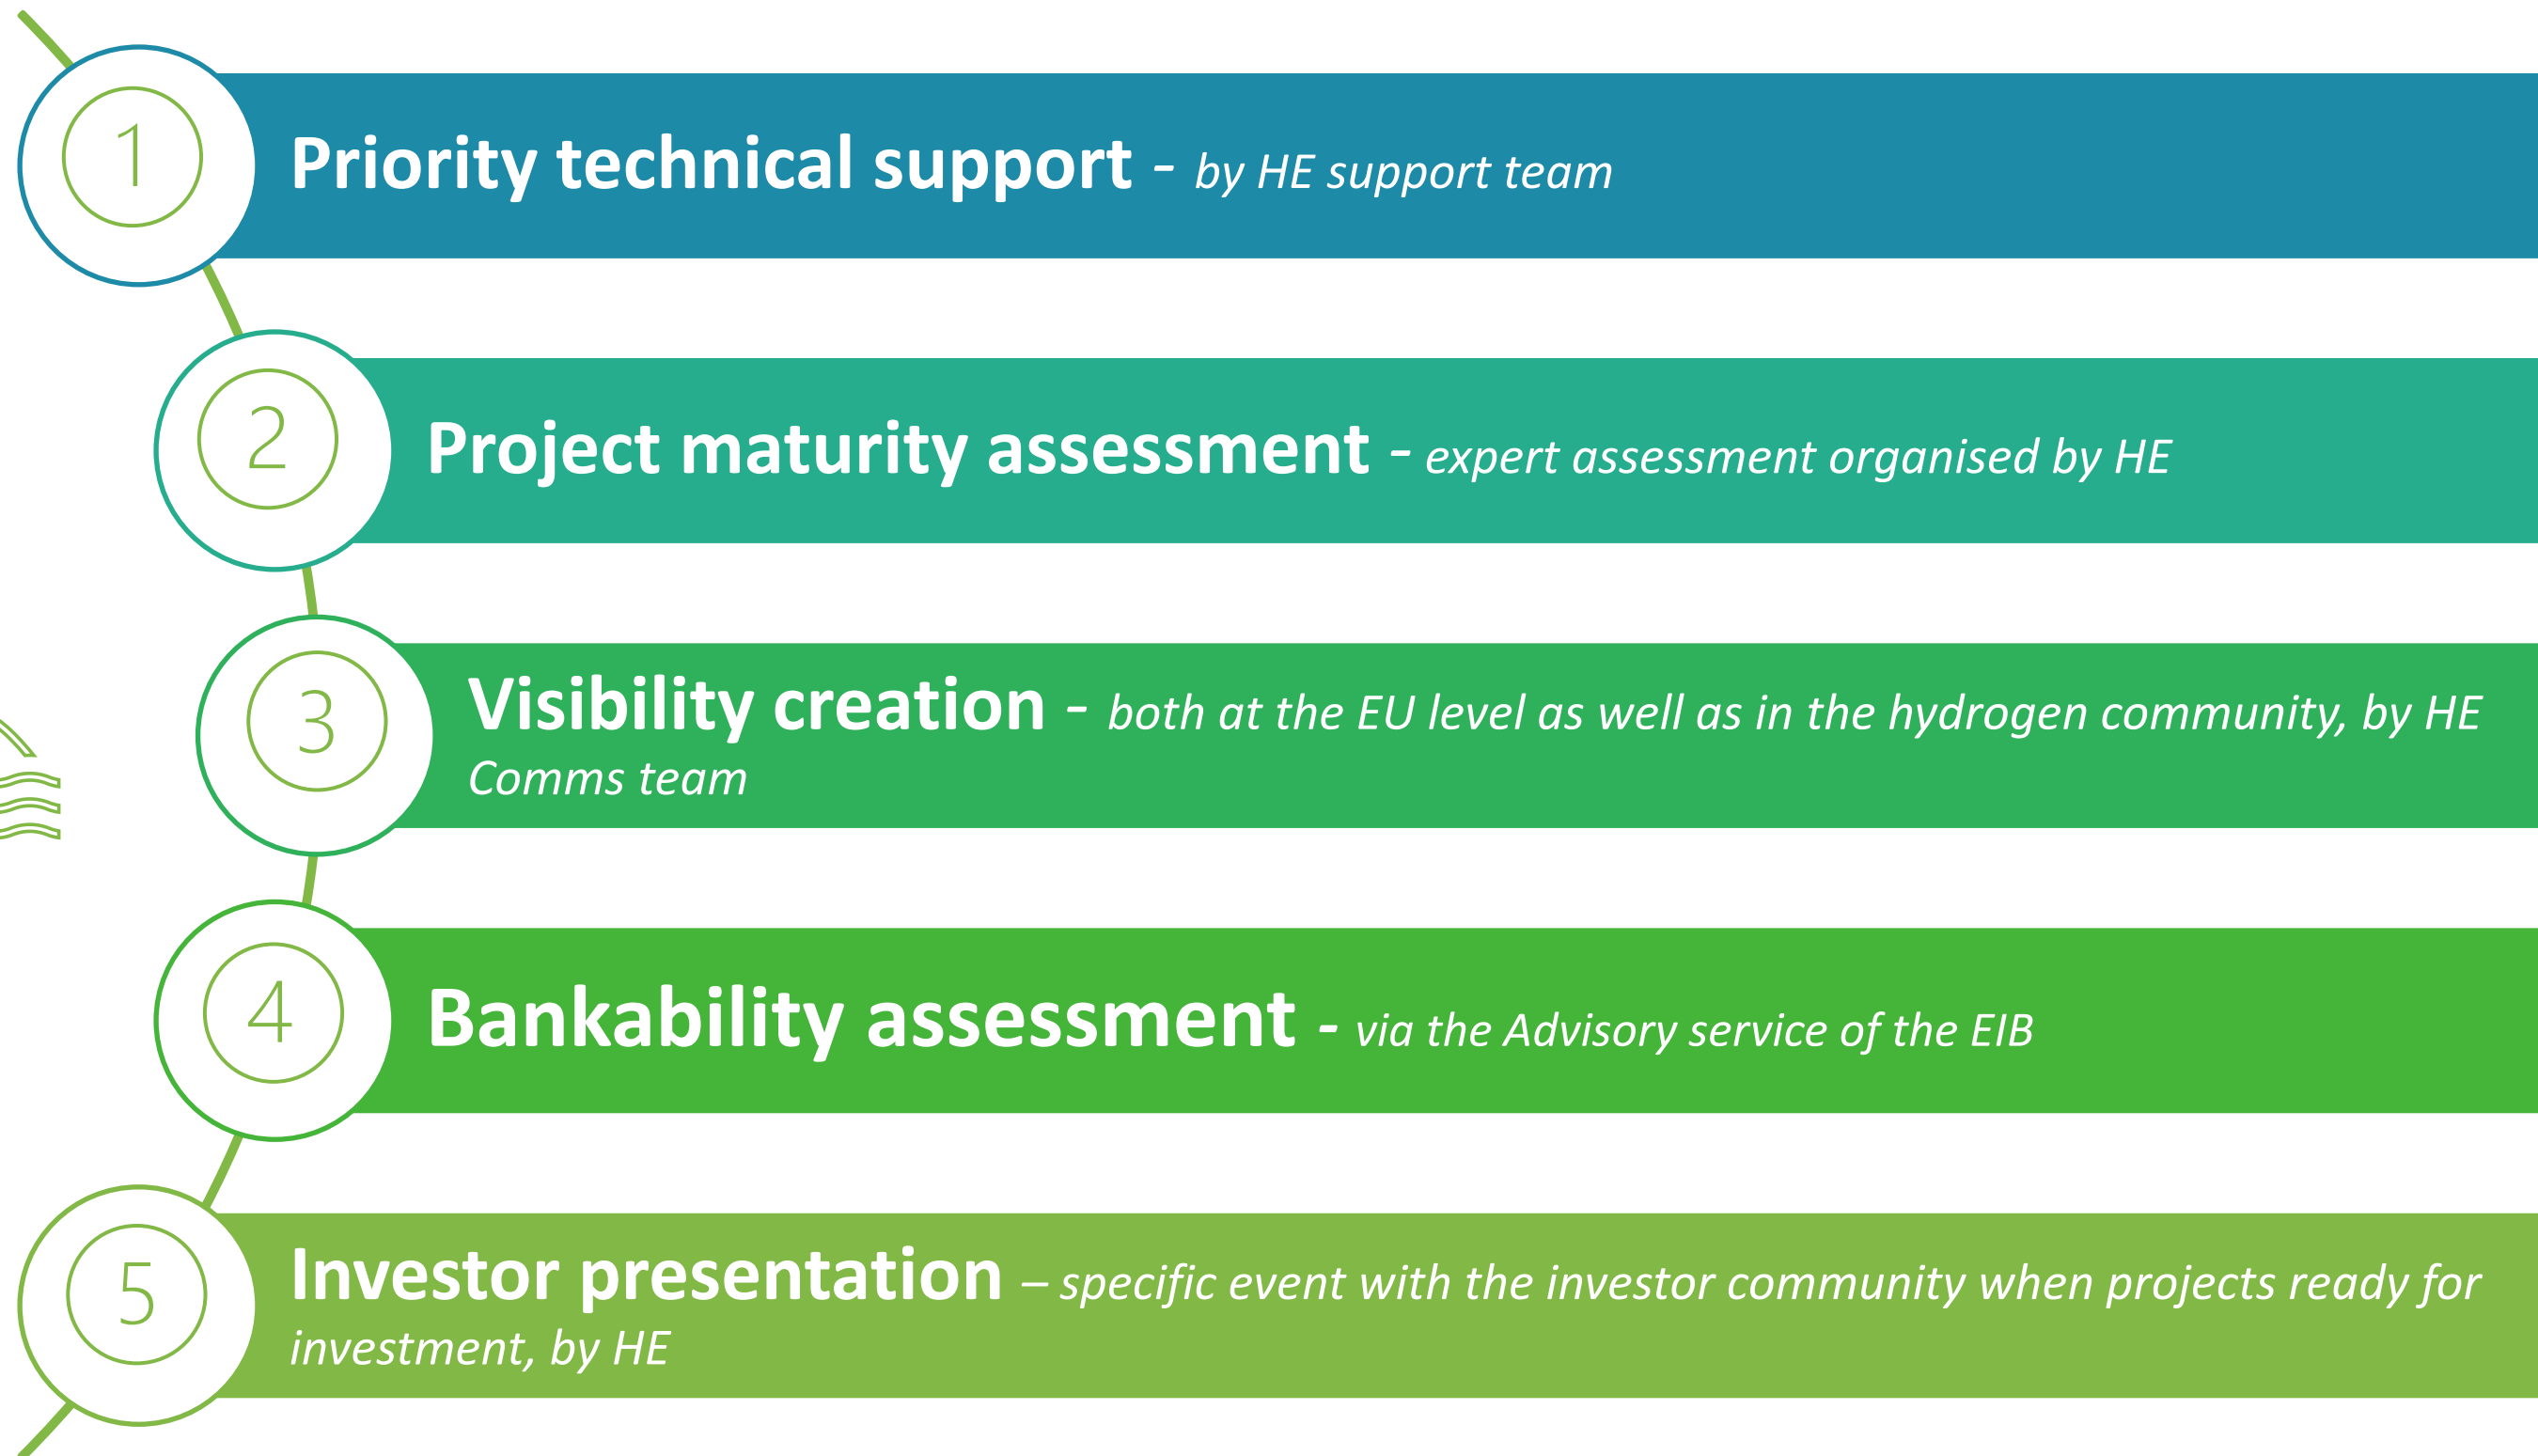 1
Priority technical support - by HE support team
2
Project maturity assessment - expert assessment organised by HE
3
Visibility creation - both at the EU level as well as in the hydrogen community, by HE
Comms team
4
Bankability assessment - via the Advisory service of the EIB
5
Investor presentation – specific event with the investor community when projects ready for
investment, by HE